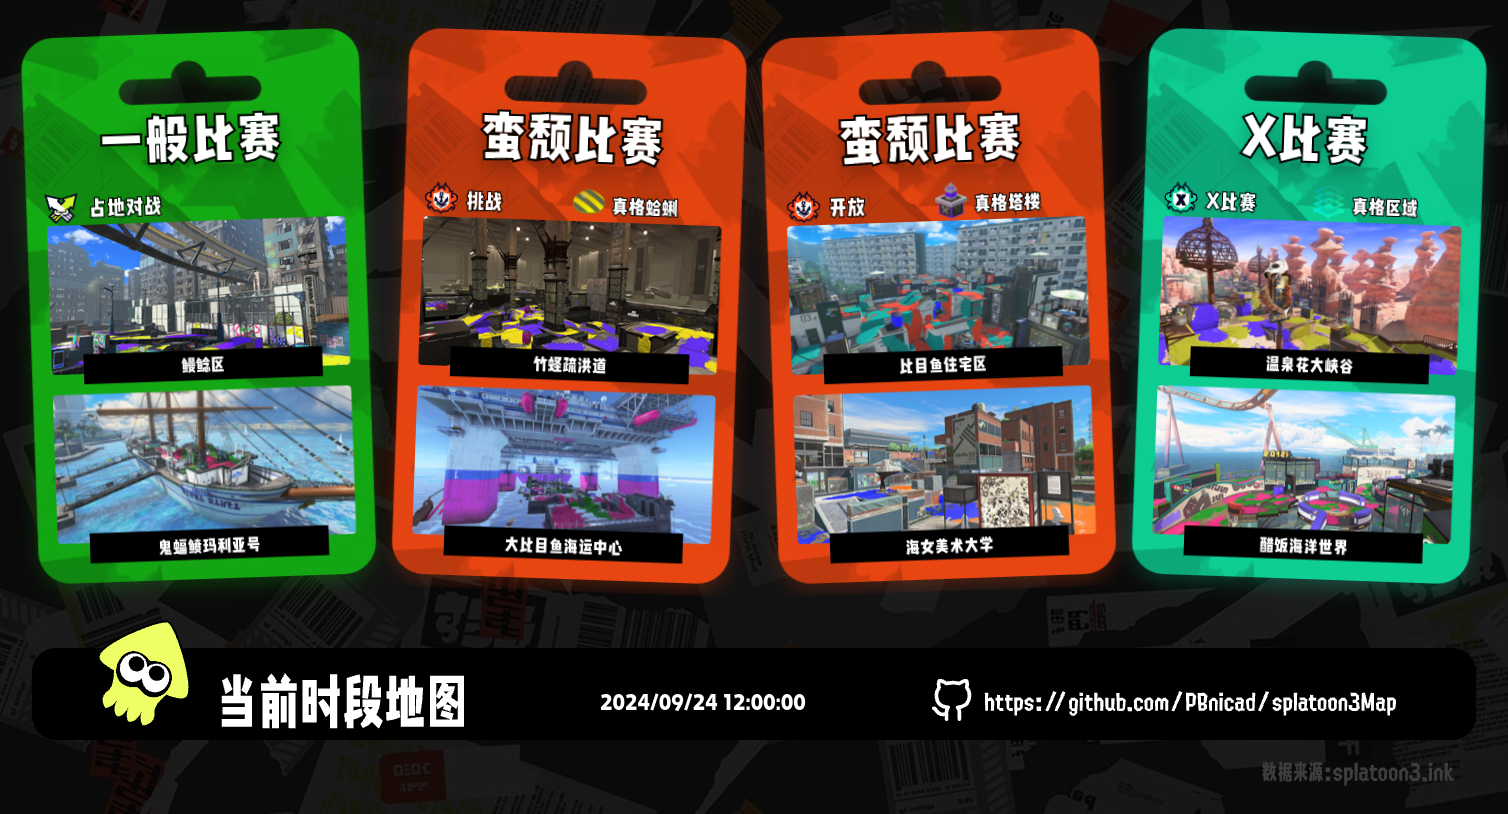 一般比赛
占地对战
鳗鲶区
鬼蝠鲼玛利亚号
蛮颓比赛
挑战
真格蛤蜊
竹蛏疏洪道
大比目鱼海运中心
蛮颓比赛
开放
真格塔楼
比目鱼住宅区
海女美术大学
X比赛
X比赛
真格区域
温泉花大峡谷
醋饭海洋世界
当前时段地图
2024/09/24 12:00:00
https://github.com/PBnicad/splatoon3Map
数据来源:splatoon3.ink